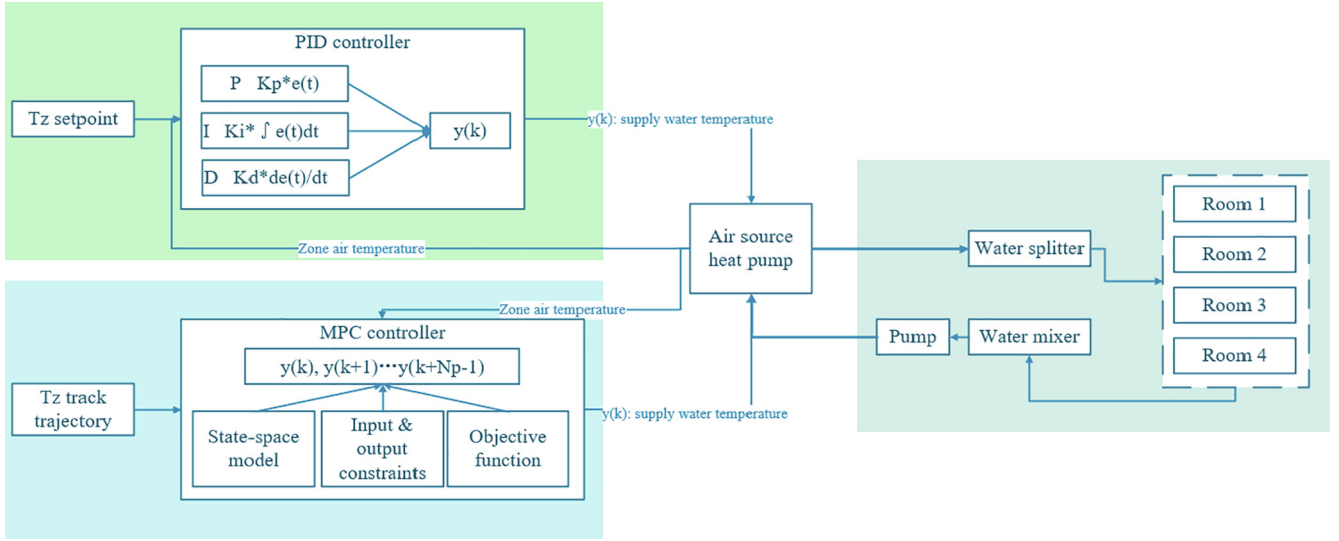 PID controller
P Kp*e(t)
I Ki* ∫ e(t)dt
D Kd*de(t)/dt
y(k)
Tz setpoint
y(k): supply water temperature
Zone air temperature
Air source
heat pump
Water splitter
Room 1
Room 2
Room 3
Room 4
Pump
Water mixer
Zone air temperature
MPC controller
y(k), y(k+1)⋯y(k+Np-1)
Tz track
trajectory
State-space
model
Input &
output
constraints
Objective
function
y(k): supply water temperature